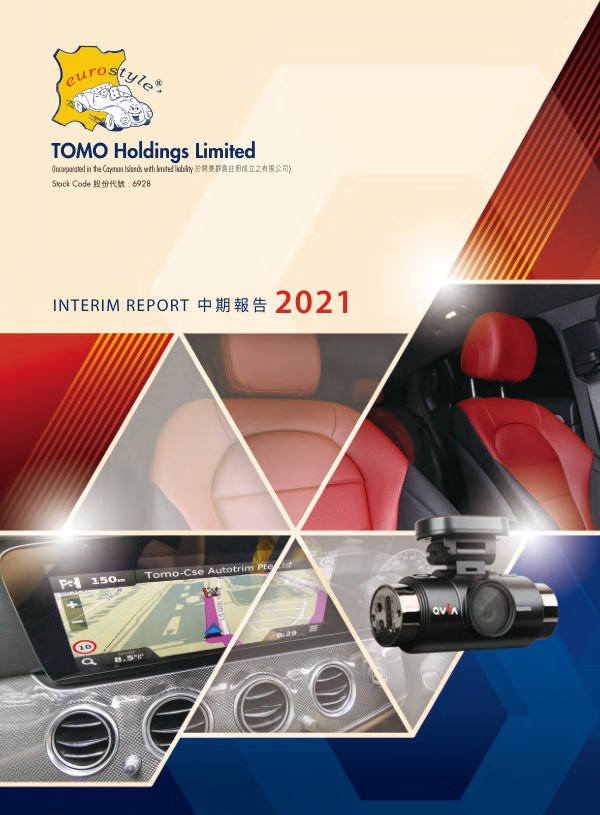 eurostyle®
TOMO Holdings Limited
(Incorporated in the Cayman Islands with limited liability 於開曼群島註冊成立之有限公司)
Stock Code 股份代號 : 6928
INTERIM REPORT 中期報告 2021
150m
Tomo-Cse Autotrim Pte Ltd
+
10
8.5
0:29
QVIA